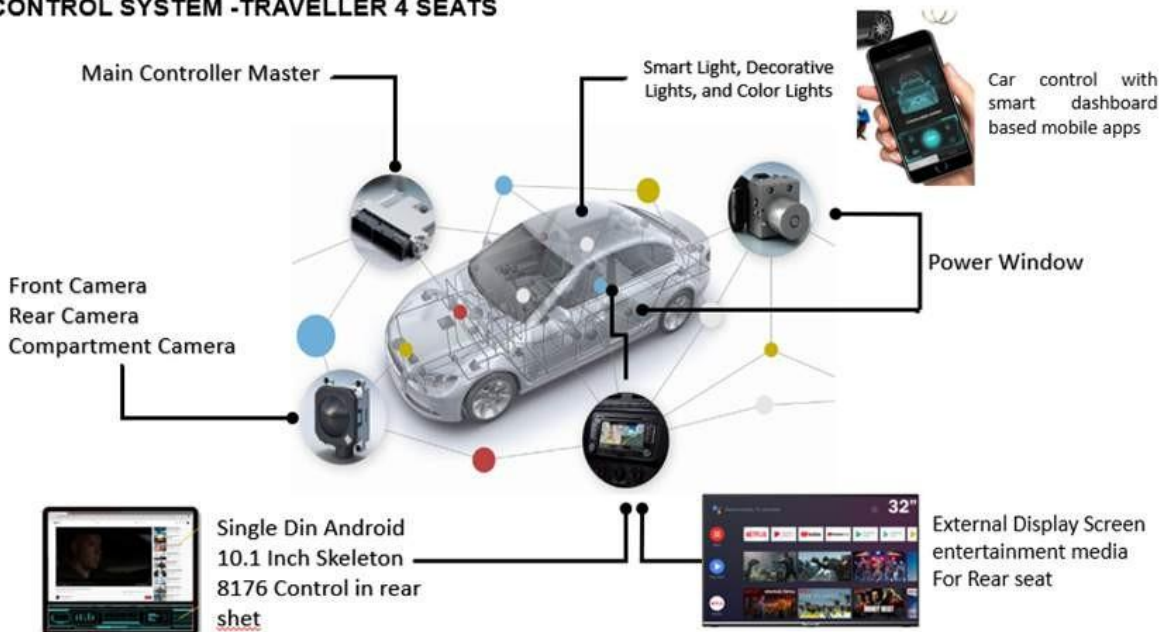 CONTROL SYSTEM -TRAVELLER 4 SEATS
Main Controller Master
Smart Light, Decorative
Lights, and Color Lights
Car control with
smart dashboard
based mobile apps
Power Window
Front Camera
Rear Camera
Compartment Camera
Single Din Android
10.1 Inch Skeleton
8176 Control in rear
shet
32"
NETFLIX
External Display Screen
entertainment media
For Rear seat